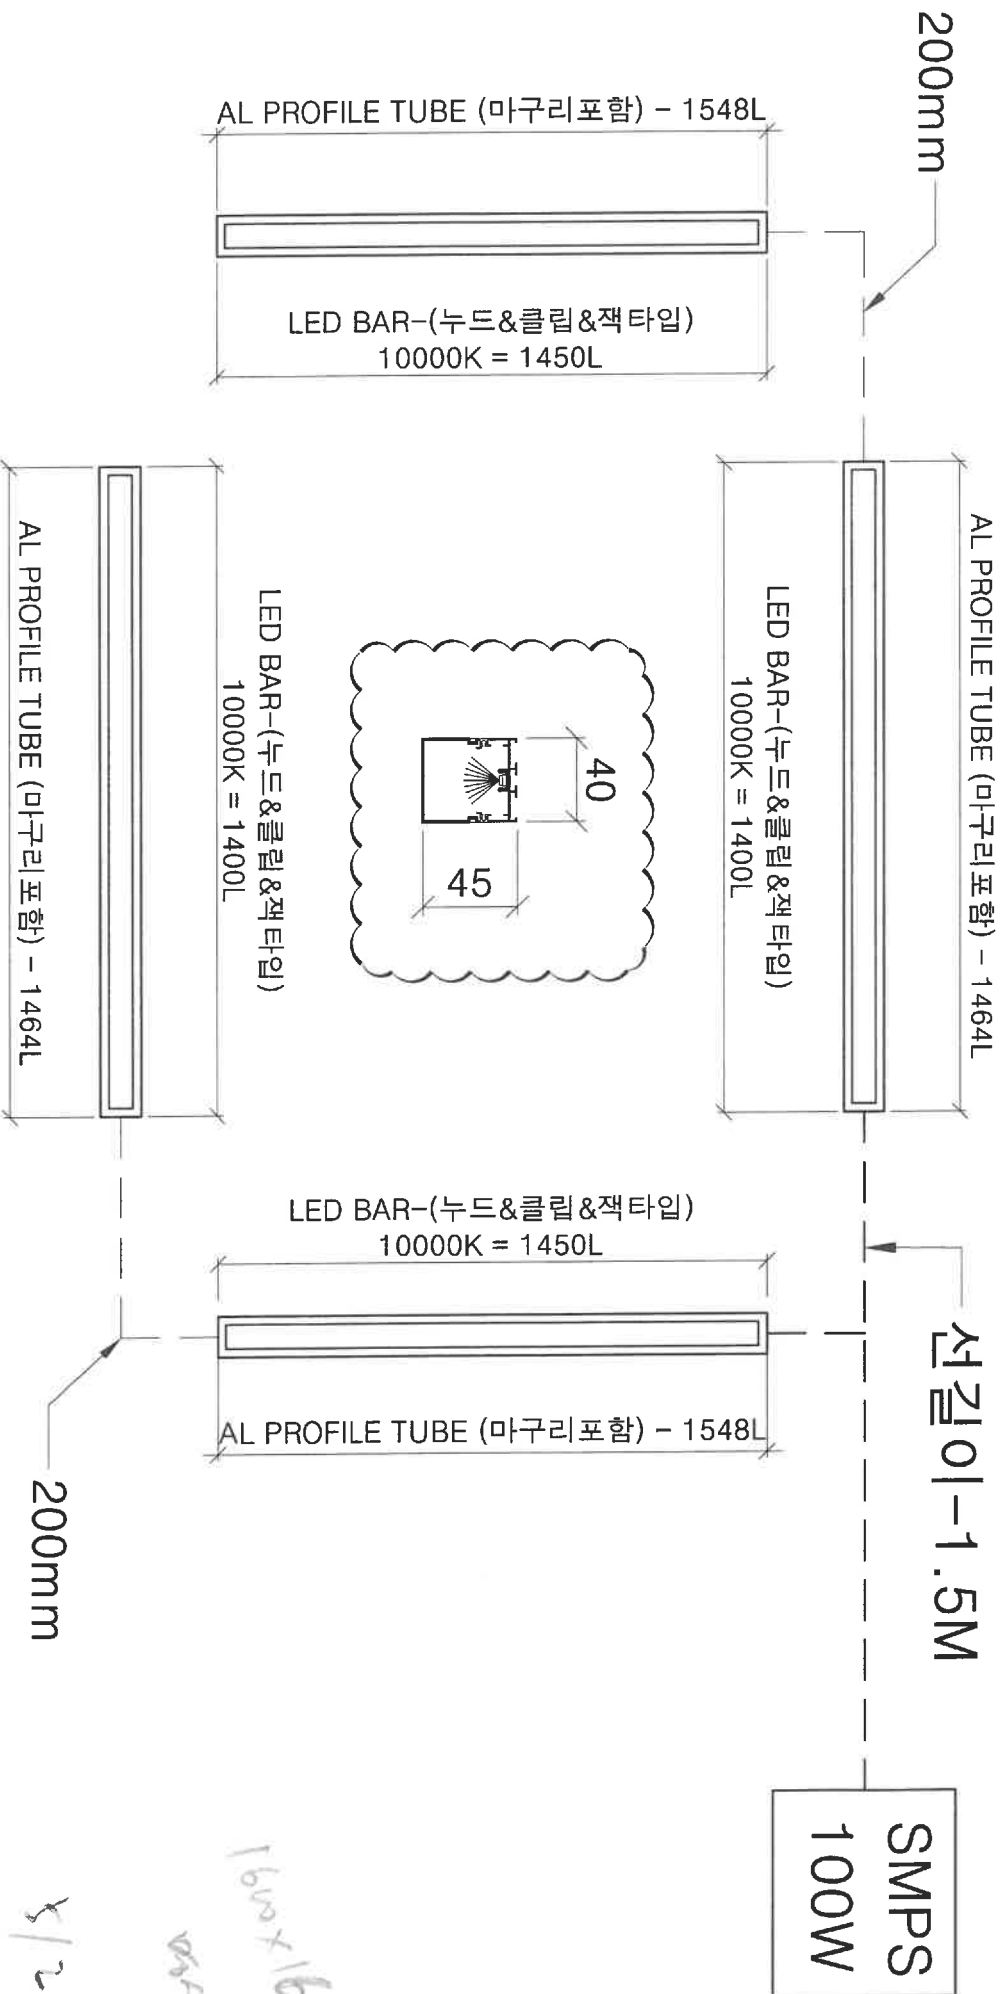 200mm
AL PROFILE TUBE (마구리포함) - 1548L
LED BAR-(누드&클립&잭타입)
10000K = 1450L
AL PROFILE TUBE (마구리포함) - 1464L
LED BAR-(누드&클립&잭타입)
10000K = 1400L
40
45
LED BAR-(누드&클립&잭타입)
10000K = 1400L
AL PROFILE TUBE (마구리포함) - 1464L
LED BAR-(누드&클립&잭타입)
10000K = 1450L
AL PROFILE TUBE (마구리포함) - 1548L
선길이-1.5M
200mm
SMPS
100W